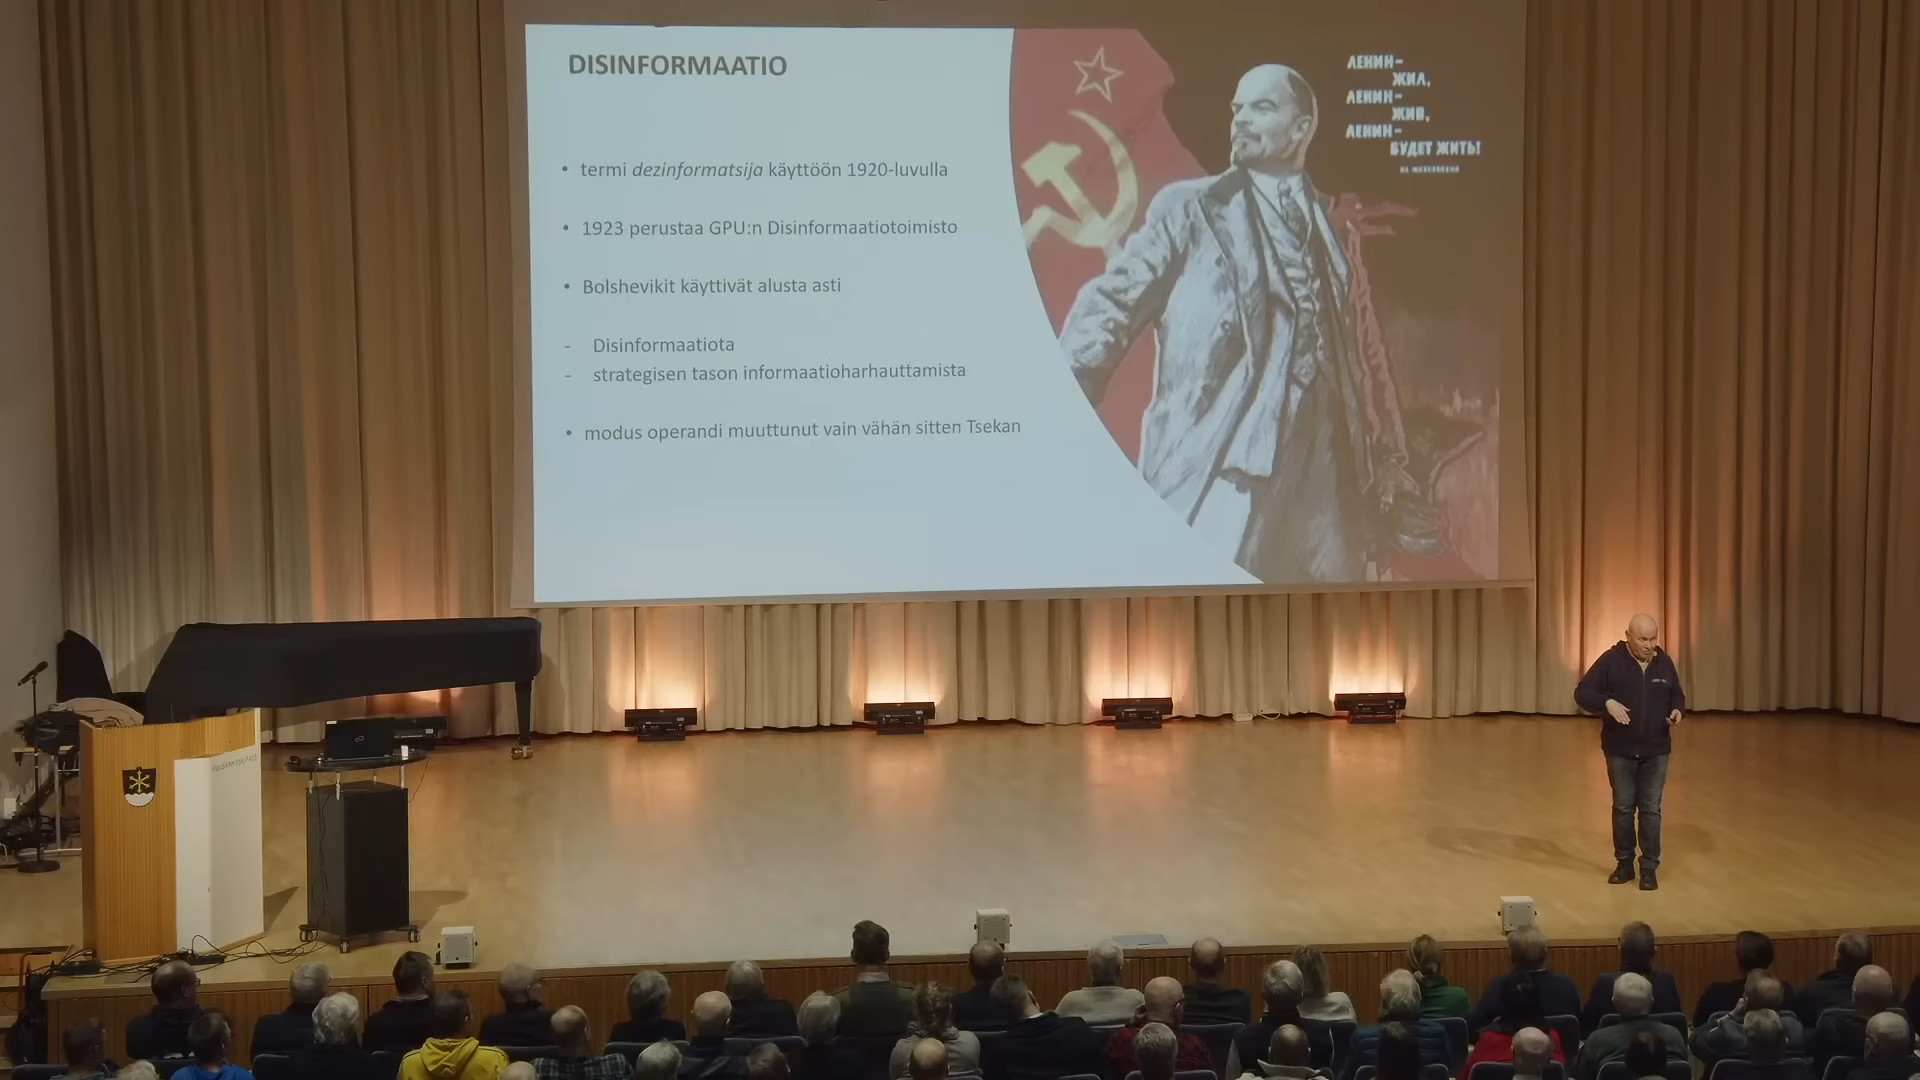 DISINFORMAATIO
• termi dezinformatsija käyttöön 1920-luvulla
• 1923 perustaa GPU:n Disinformaatiotoimisto
• Bolshevikit käyttivät alusta asti
- Disinformaatiota
- strategisen tason informaatioharhauttamista
• modus operandi muuttunut vain vähän sitten Tsekan
ЛЕНИН-
ЖИЛ,
ЛЕНИН-
ЖИВ,
ЛЕНИН-
БУДЕТ ЖИТЬ!